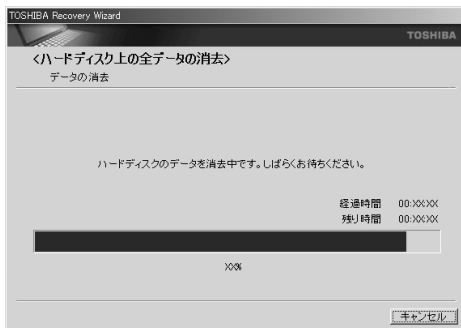 TOSHIBA Recovery Wizard
TOSHIBA
<ハードディスク上の全データの消去>
データの消去
ハードディスクのデータを消去中です。しばらくお待ちください。
経過時間 00:XX:XX
残り時間 00:XX:XX
XX%
キャンセル